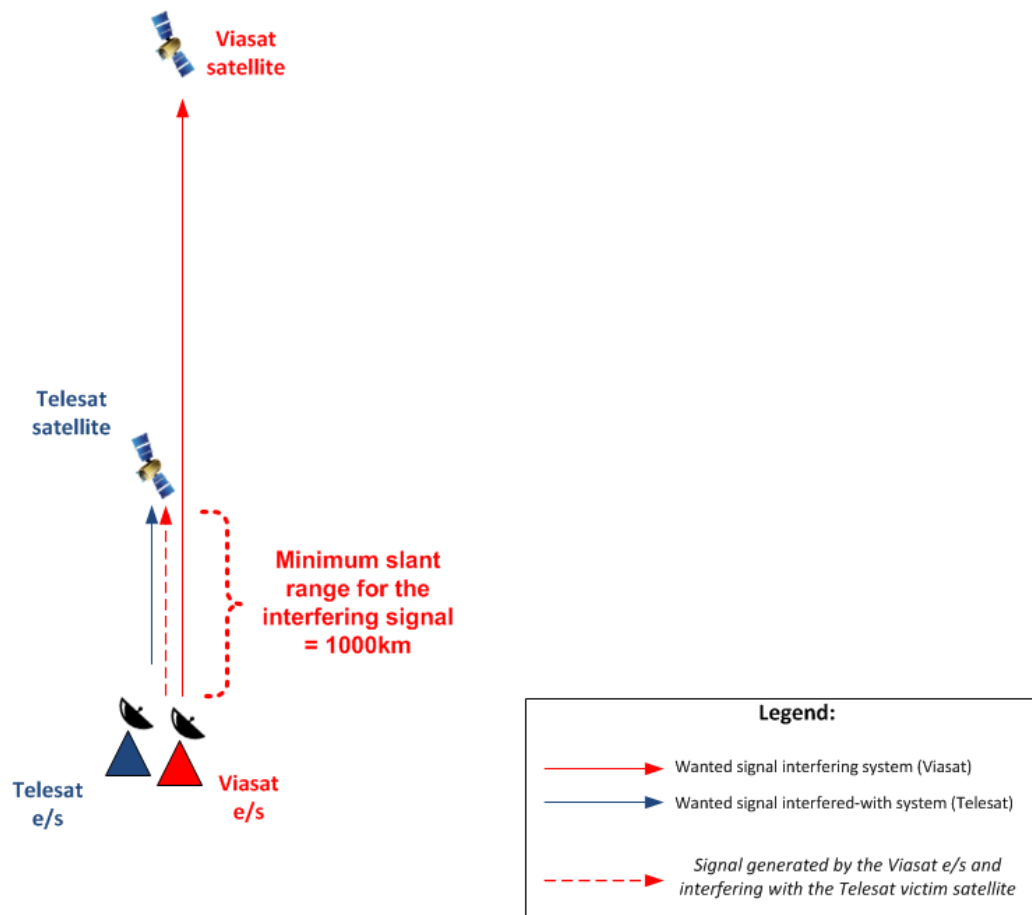 Viasat
satellite
Telesat
satellite
Minimum slant
range for the
interfering signal
= 1000km
Telesat
e/s
Viasat
e/s
Legend:
Wanted signal interfering system (Viasat)
Wanted signal interfered-with system (Telesat)
Signal generated by the Viasat e/s and
interfering with the Telesat victim satellite